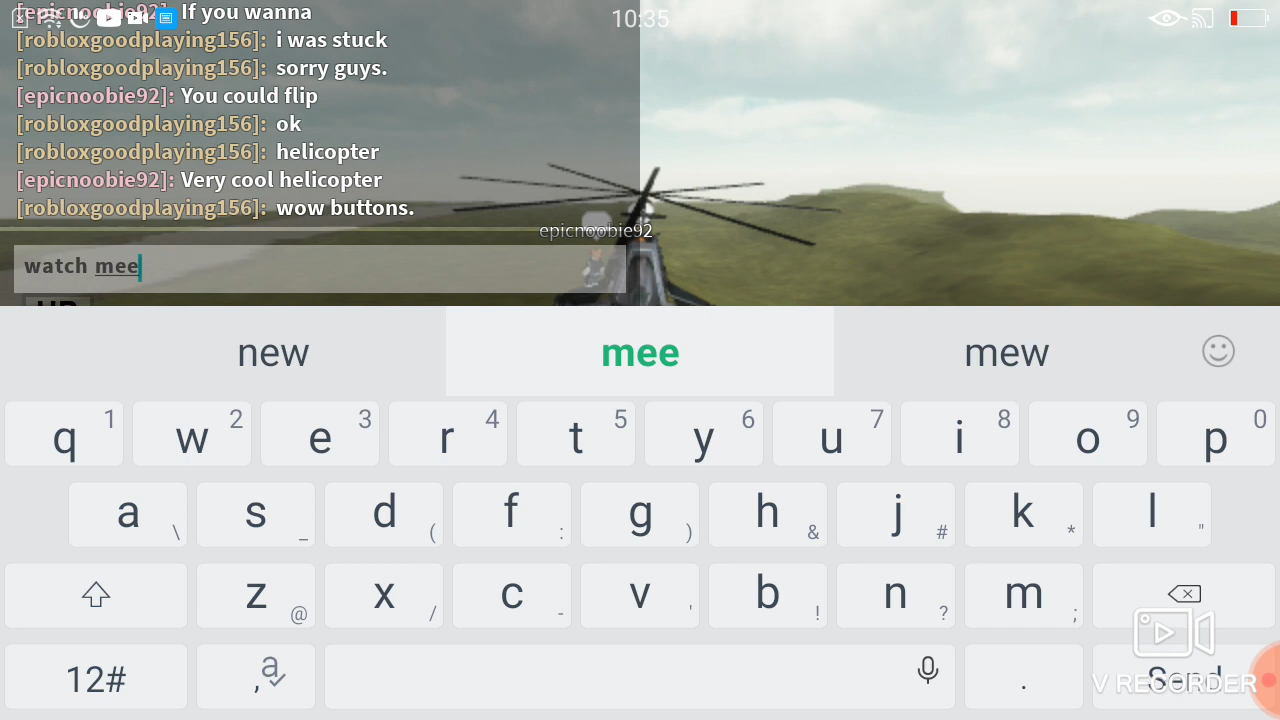 [epicnoobie92]: If you wanna
10:35
[robloxgoodplaying156]: i was stuck
[robloxgoodplaying156]: sorry guys.
[epicnoobie92]: You could flip
[robloxgoodplaying156]: ok
[robloxgoodplaying156]: helicopter
[epicnoobie92]: Very cool helicopter
[robloxgoodplaying156]: wow buttons.
epicnoobie92
watch mee
new mee mew
q 1 w 2 e 3 r 4 t 5 y 6 u 7 i 8 o 9 p 0
a \ s _ d ( f : g ) h & j # k * l "
z @ x / c - v ' b ! n ? m ;
12# , a . Send
V RECORDER